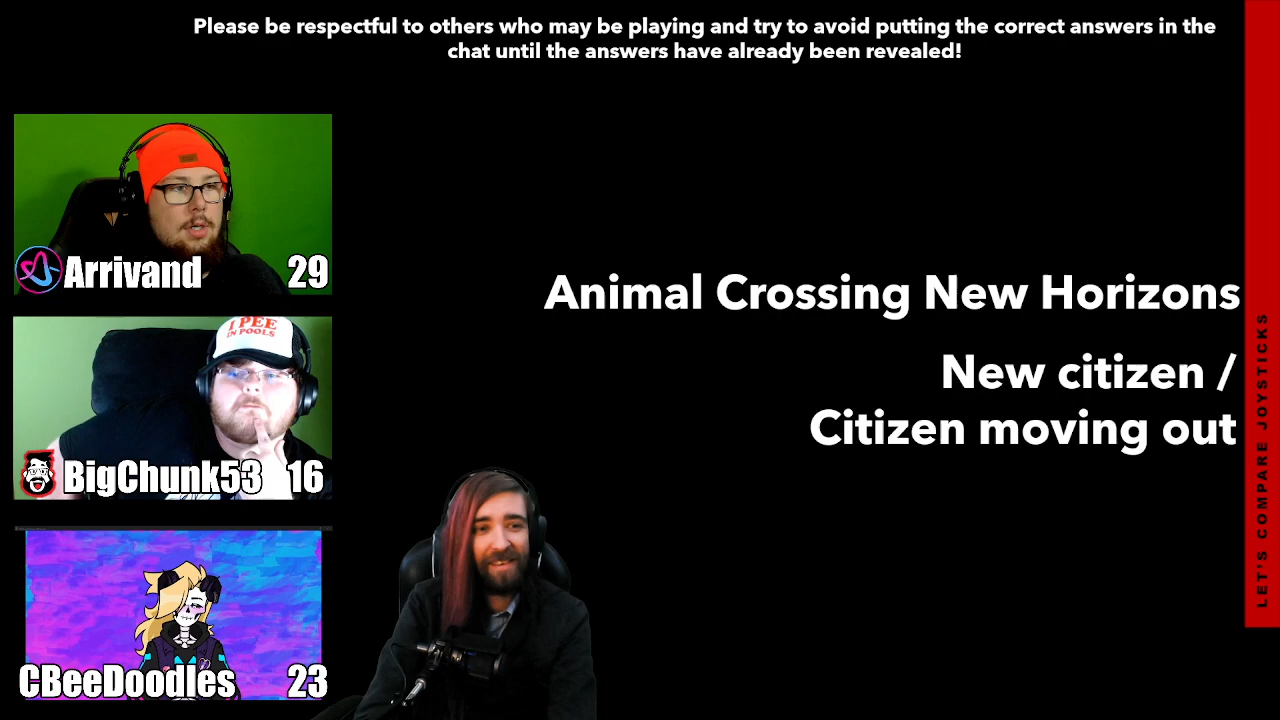 Please be respectful to others who may be playing and try to avoid putting the correct answers in the
chat until the answers have already been revealed!
Arrivand 29
I PEE
IN POOLS
BigChunk53 16
CBeeDoodles 23
Animal Crossing New Horizons
New citizen /
Citizen moving out
LET'S COMPARE JOYSTICKS